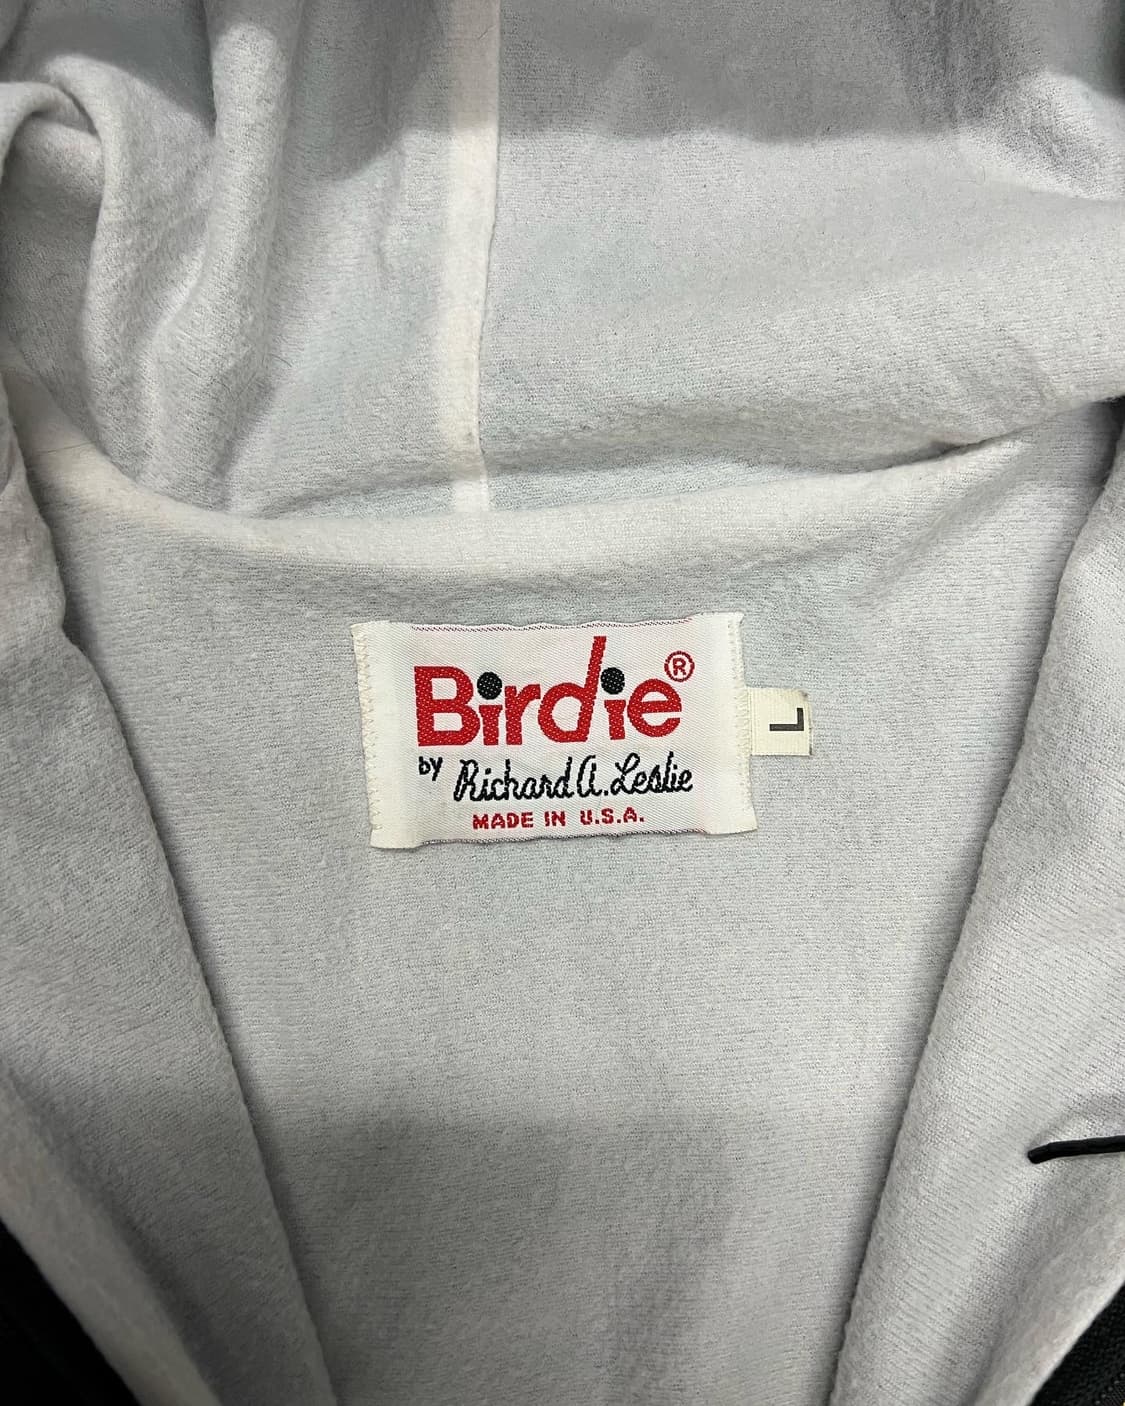 Birdie®
by Richard A. Leslie
MADE IN U.S.A.
L